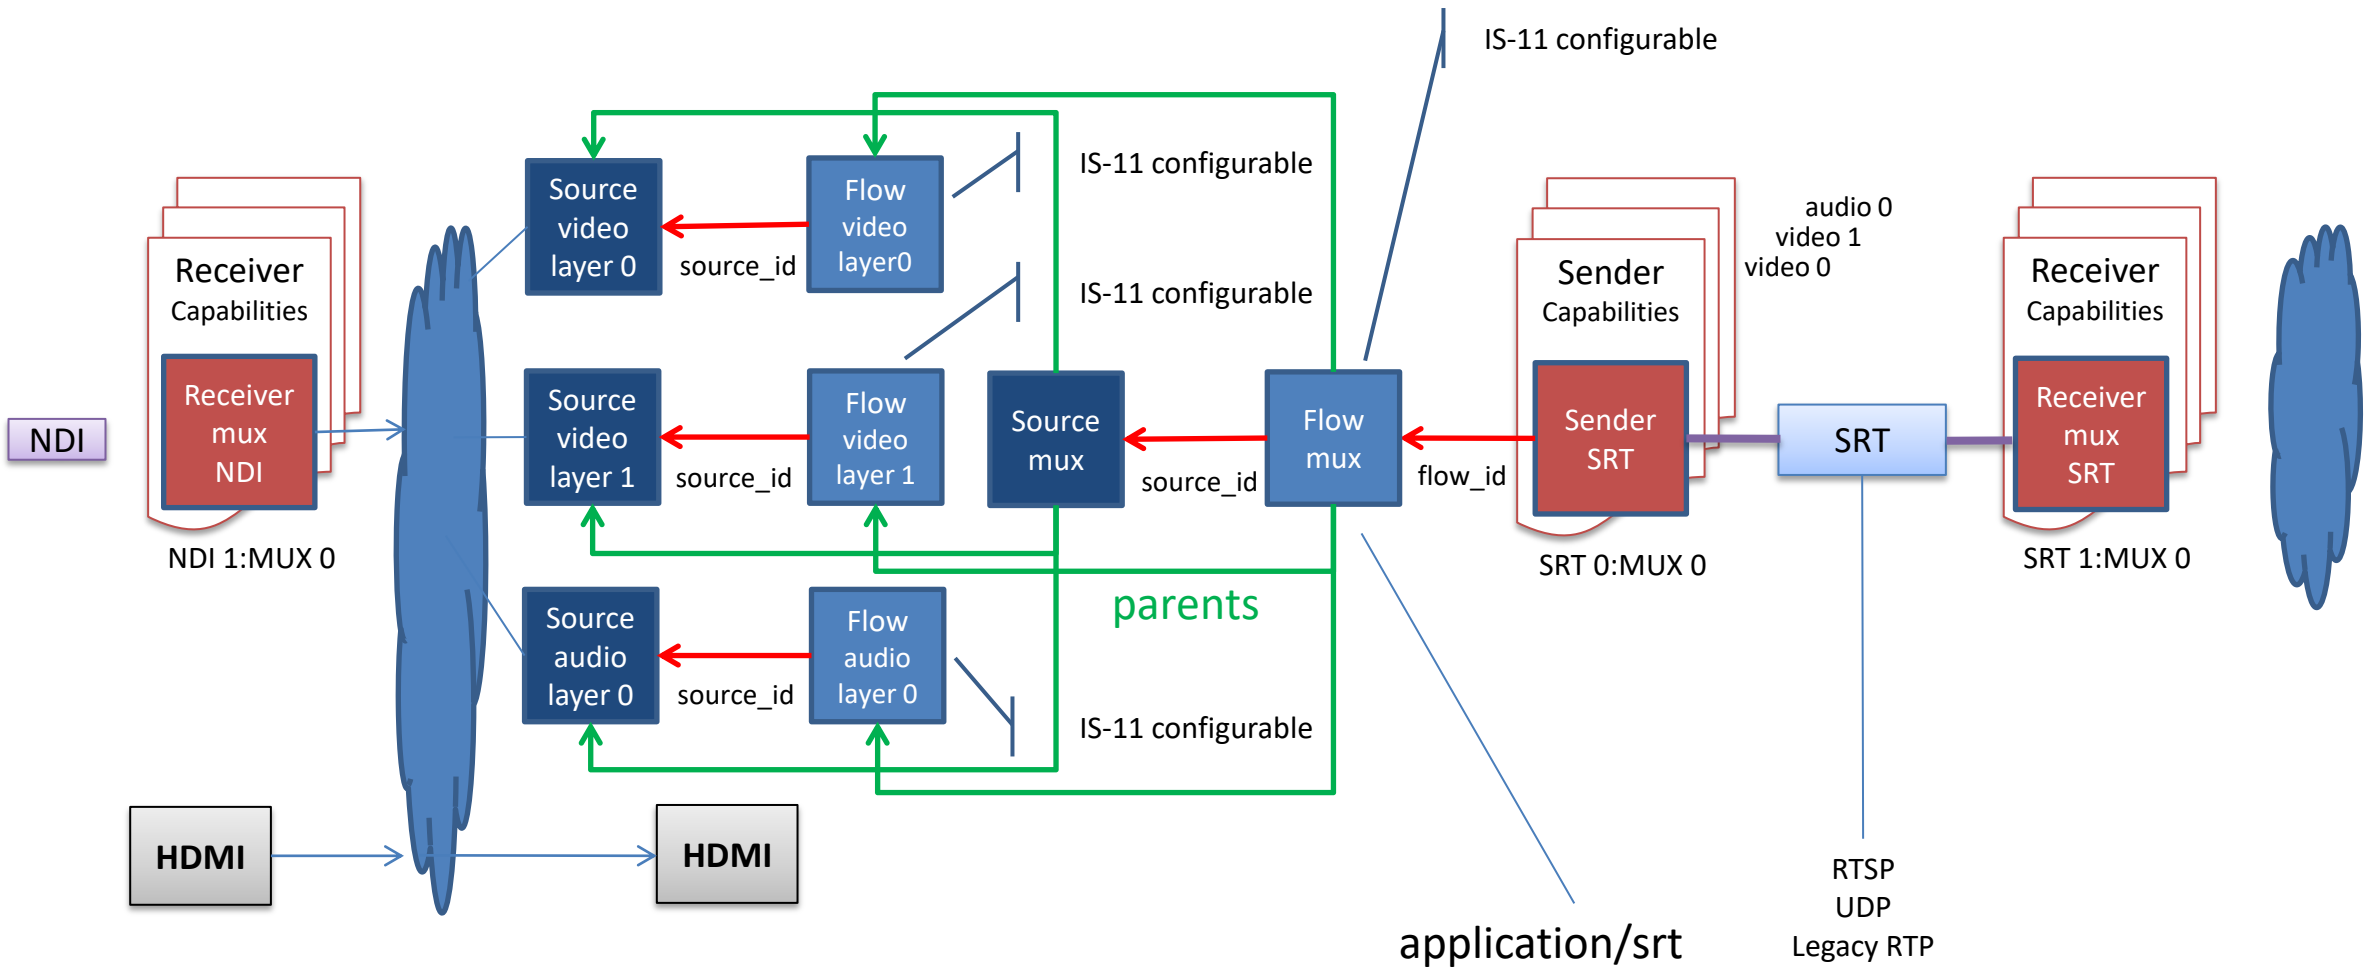 IS-11 configurable
Source
video
layer 0
source_id
Flow
video
layer0
IS-11 configurable
IS-11 configurable
Receiver
Capabilities
Receiver
mux
NDI
NDI
NDI 1:MUX 0
Source
video
layer 1
source_id
Flow
video
layer 1
Source
mux
source_id
Flow
mux
flow_id
Sender
Capabilities
Sender
SRT
SRT 0:MUX 0
audio 0
video 1
video 0
SRT
Receiver
Capabilities
Receiver
mux
SRT
SRT 1:MUX 0
parents
Source
audio
layer 0
source_id
Flow
audio
layer 0
IS-11 configurable
HDMI
HDMI
application/srt
RTSP
UDP
Legacy RTP